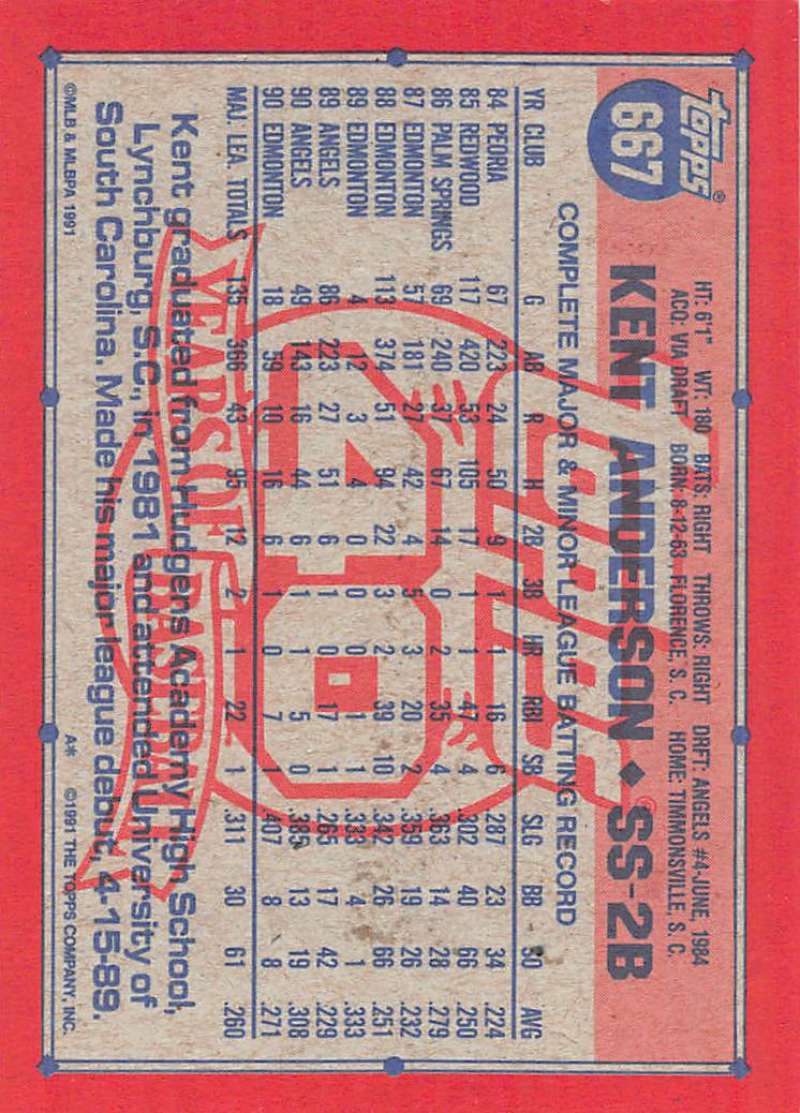 TOPPS®
667
HT: 6'1" WT: 180 BATS: RIGHT THROWS: RIGHT DRFT: ANGELS #4-JUNE, 1984
ACQ: VIA DRAFT BORN: 8-12-63, FLORENCE, S. C. HOME: TIMMONSVILLE, S. C.
KENT ANDERSON ♦ SS-2B
COMPLETE MAJOR & MINOR LEAGUE BATTING RECORD
YR CLUB G AB R H 2B 3B HR RBI SB SLG BB SO AVG
84 PEORIA 67 223 24 50 9 1 1 16 6 .287 23 34 .224
85 REDWOOD 117 420 53 105 17 1 1 47 4 .302 40 66 .250
86 PALM SPRINGS 69 240 37 67 14 0 2 35 4 .363 14 28 .279
87 EDMONTON 57 181 27 42 4 5 3 20 2 .359 19 26 .232
88 EDMONTON 113 374 51 94 22 3 2 39 10 .342 26 66 .251
89 EDMONTON 4 12 3 4 0 0 0 1 1 .333 4 1 .333
89 ANGELS 86 223 27 51 6 1 0 17 1 .265 17 42 .229
90 ANGELS 49 143 16 44 6 1 1 5 0 .385 13 19 .308
90 EDMONTON 18 59 10 16 6 1 0 7 1 .407 8 8 .271
MAJ. LEA. TOTALS 135 366 43 95 12 2 1 22 1 .311 30 61 .260
Topps®
40
YEARS OF BASEBALL
Kent graduated from Hudgens Academy High School,
Lynchburg, S.C., in 1981 and attended University of
South Carolina. Made his major league debut, 4-15-89.
©MLB & MLBPA 1991 A* ©1991 THE TOPPS COMPANY, INC.